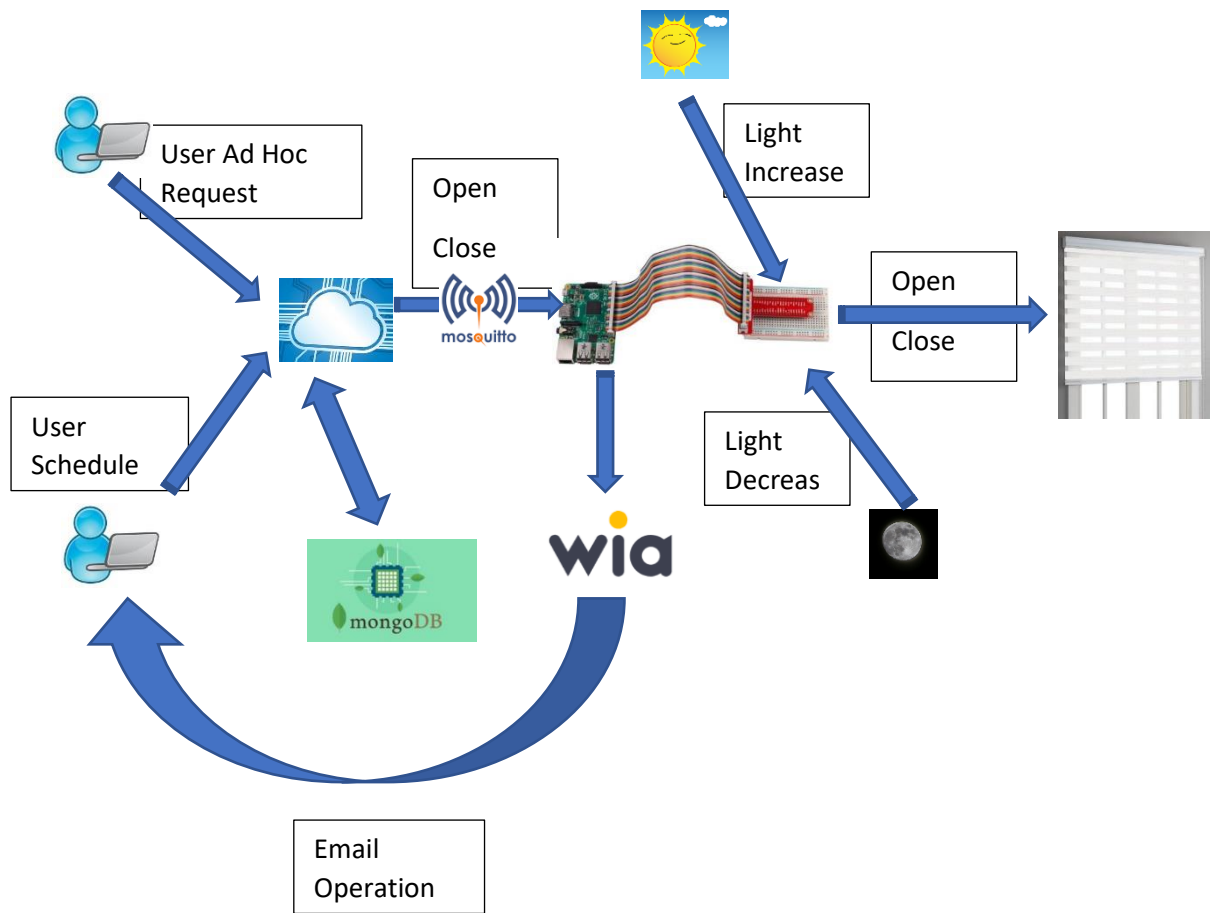 User Ad Hoc
Request
Open
Close
mosquitto
Light
Increase
Open
Close
User
Schedule
Light
Decreas
mongoDB
wia
Email
Operation